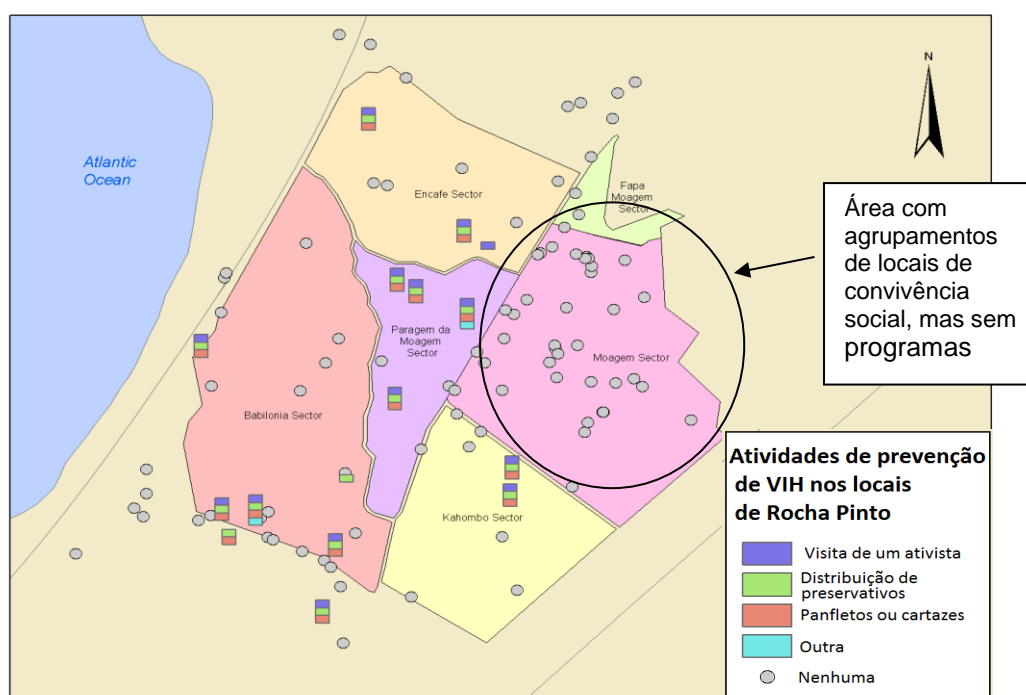 N
Atlantic
Ocean
Encafe Sector
Fapa
Moagem
Sector
Área com
agrupamentos
de locais de
convivência
social, mas sem
programas
Paragem da
Moagem
Sector
Moagem Sector
Babilonia Sector
Kahombo Sector
Atividades de prevenção
de VIH nos locais
de Rocha Pinto
Visita de um ativista
Distribuição de
preservativos
Panfletos ou cartazes
Outra
Nenhuma